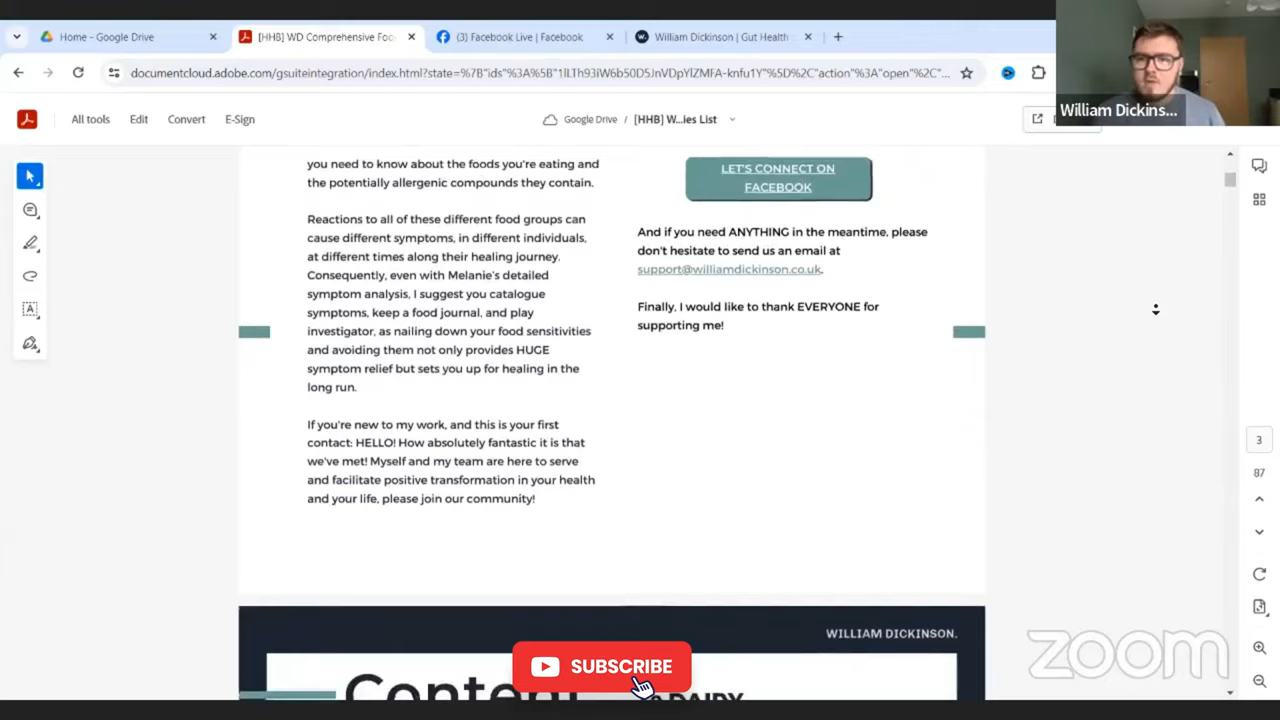 Home - Google Drive
[HHB] WD Comprehensive Foo
(3) Facebook Live | Facebook
William Dickinson | Gut Health
documentcloud.adobe.com/gsuiteintegration/index.html?state=%7B"ids"%3A%5B"1lLTh93iW6b50D5JnVDpYlZMFA-knfu1Y"%5D%2C"action"%3A"open"%2C"...
William Dickins...
All tools
Edit
Convert
E-Sign
Google Drive / [HHB] W...ies List
you need to know about the foods you're eating and
the potentially allergenic compounds they contain.
Reactions to all of these different food groups can
cause different symptoms, in different individuals,
at different times along their healing journey.
Consequently, even with Melanie's detailed
symptom analysis, I suggest you catalogue
symptoms, keep a food journal, and play
investigator, as nailing down your food sensitivities
and avoiding them not only provides HUGE
symptom relief but sets you up for healing in the
long run.
If you're new to my work, and this is your first
contact: HELLO! How absolutely fantastic it is that
we've met! Myself and my team are here to serve
and facilitate positive transformation in your health
and your life, please join our community!
LET'S CONNECT ON
FACEBOOK
And if you need ANYTHING in the meantime, please
don't hesitate to send us an email at
support@williamdickinson.co.uk.
Finally, I would like to thank EVERYONE for
supporting me!
3
87
WILLIAM DICKINSON.
SUBSCRIBE
zoom